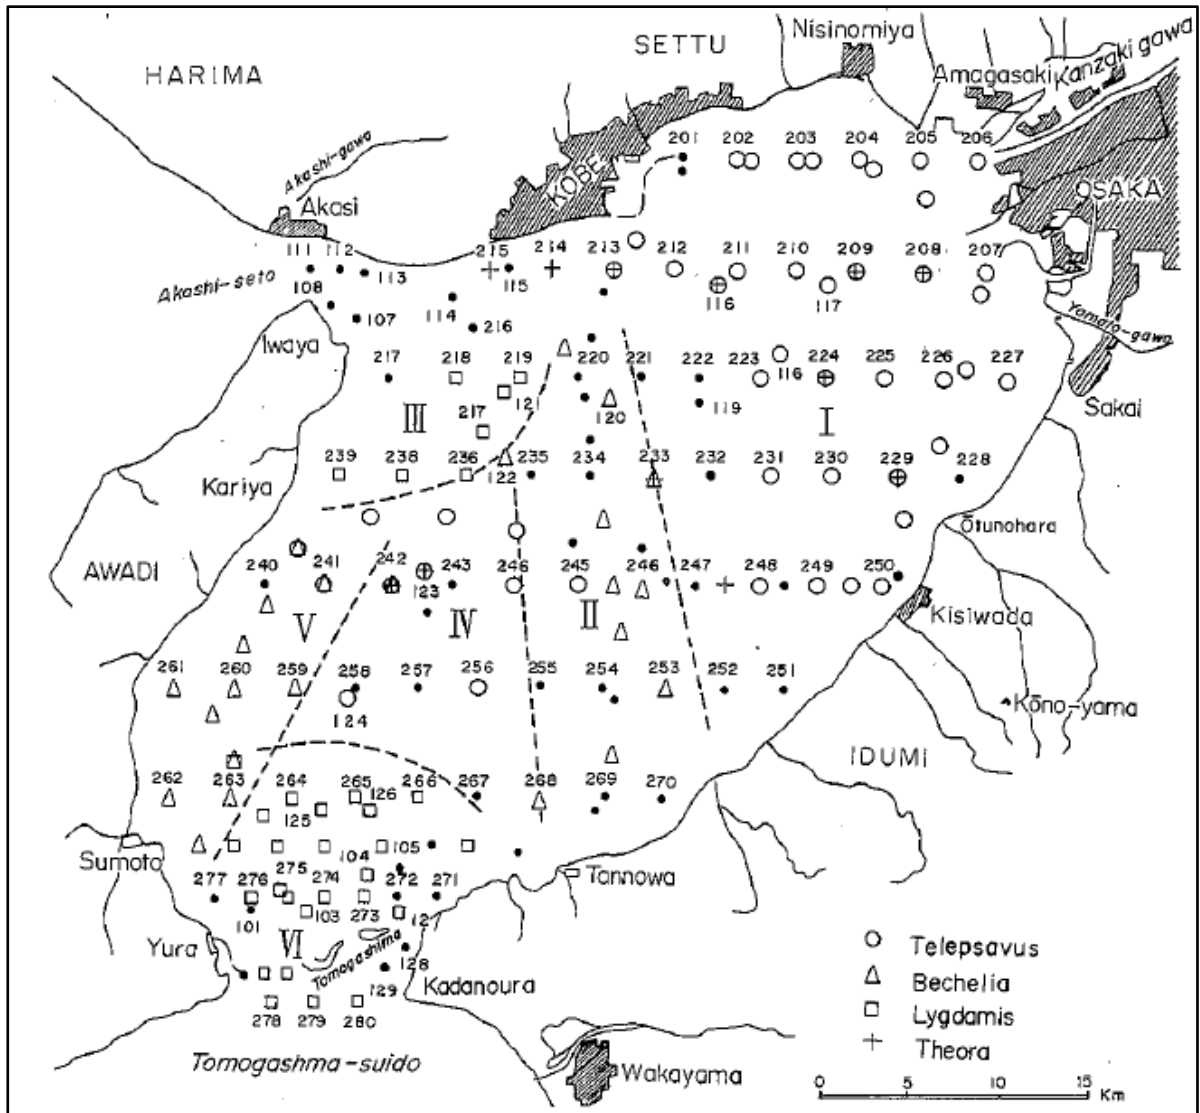 SETTU
Nisinomiya
HARIMA
Amagasaki
Kanzaki gawa
Akashi-gawa
KOBE
201 202 203 204 205 206
Akasi
OSAKA
111 112 113 215 214 213 212 211 210 209 208 207
Akashi-seto
108 115
107 114 216 116 117
Yamato-gawa
Iwaya
217 218 219 220 221 222 223 116 224 225 226 227
12
III 217 120 119 I
Sakai
239 238 236 122 235 234 233 232 231 230 229 228
Kariya
Ōtunohara
AWADI
240 241 242 243 246 245 246 247 248 249 250
123
V IV II
Kisiwada
261 260 259 258 257 256 255 254 253 252 251
124
Kōno-yama
IDUMI
262 263 264 265 266 267 268 269 270
125 126
Sumoto
104 105
Tannowa
277 276 275 274 272 271
101 103 273 12
Yura
VI
Tomogashima
128
129
Kadanoura
278 279 280
Tomogashma-suido
Wakayama
Telepsavus
Bechelia
Lygdamis
Theora
0 5 10 15 Km